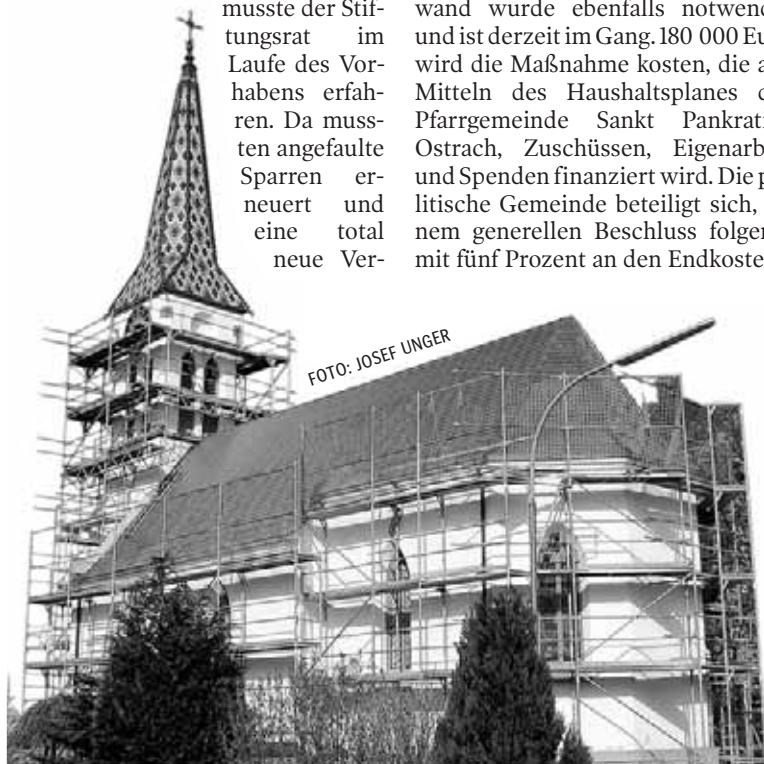 musste der Stif-
tungsrat im
Laufe des Vor-
habens erfah-
ren. Da muss-
ten angefaulte
Sparren er-
neuert und
eine total
neue Ver-
wand wurde ebenfalls notwend
und ist derzeit im Gang. 180 000 Eu
wird die Maßnahme kosten, die a
Mitteln des Haushaltsplanes d
Pfarrgemeinde Sankt Pankrati
Ostrach, Zuschüssen, Eigenarb
und Spenden finanziert wird. Die p
litische Gemeinde beteiligt sich,
nem generellen Beschluss folgen
mit fünf Prozent an den Endkoste
FOTO: JOSEF UNGER